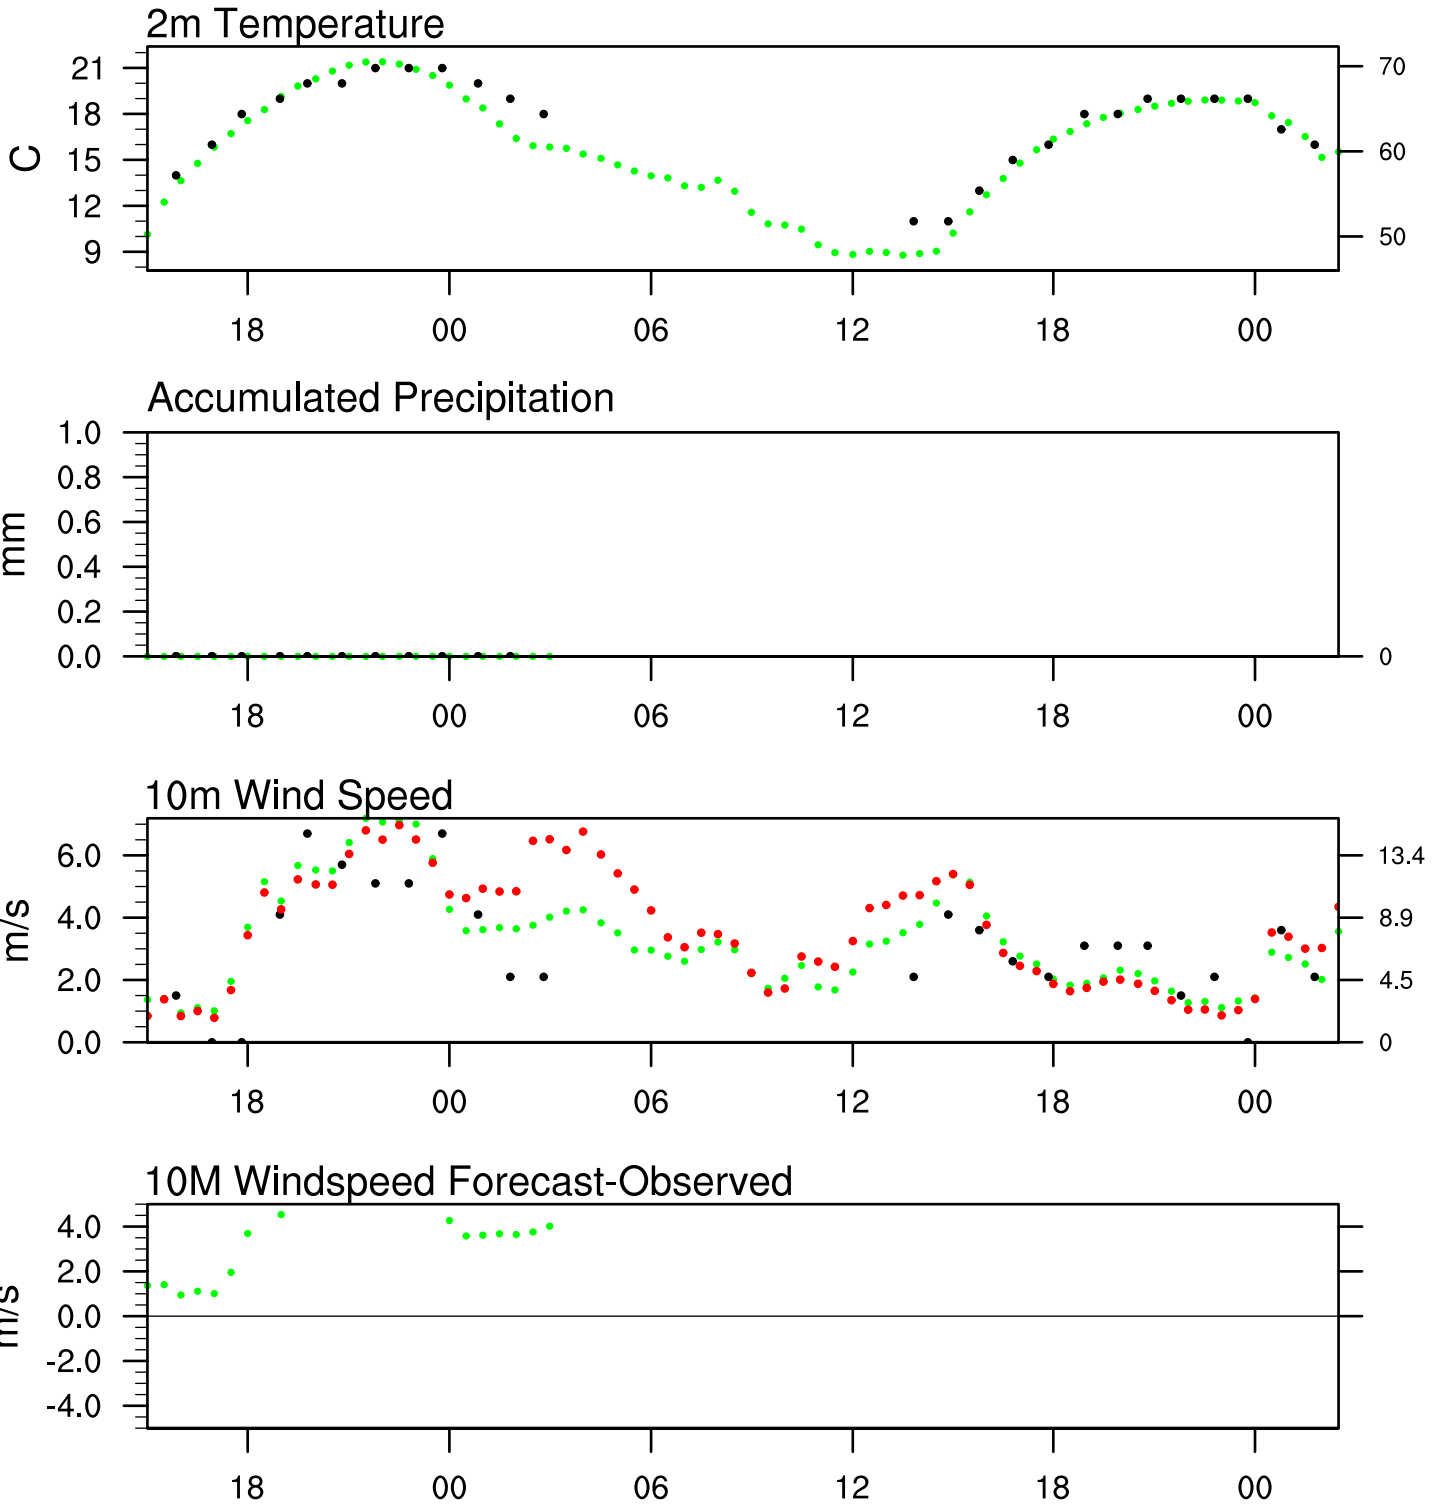 2m Temperature
21
18
15
12
9
C
70
60
50
18 00 06 12 18 00
Accumulated Precipitation
1.0
0.8
0.6
0.4
0.2
0.0
mm
0
18 00 06 12 18 00
10m Wind Speed
6.0
4.0
2.0
0.0
m/s
13.4
8.9
4.5
0
18 00 06 12 18 00
10M Windspeed Forecast-Observed
4.0
2.0
0.0
-2.0
-4.0
m/s
18 00 06 12 18 00